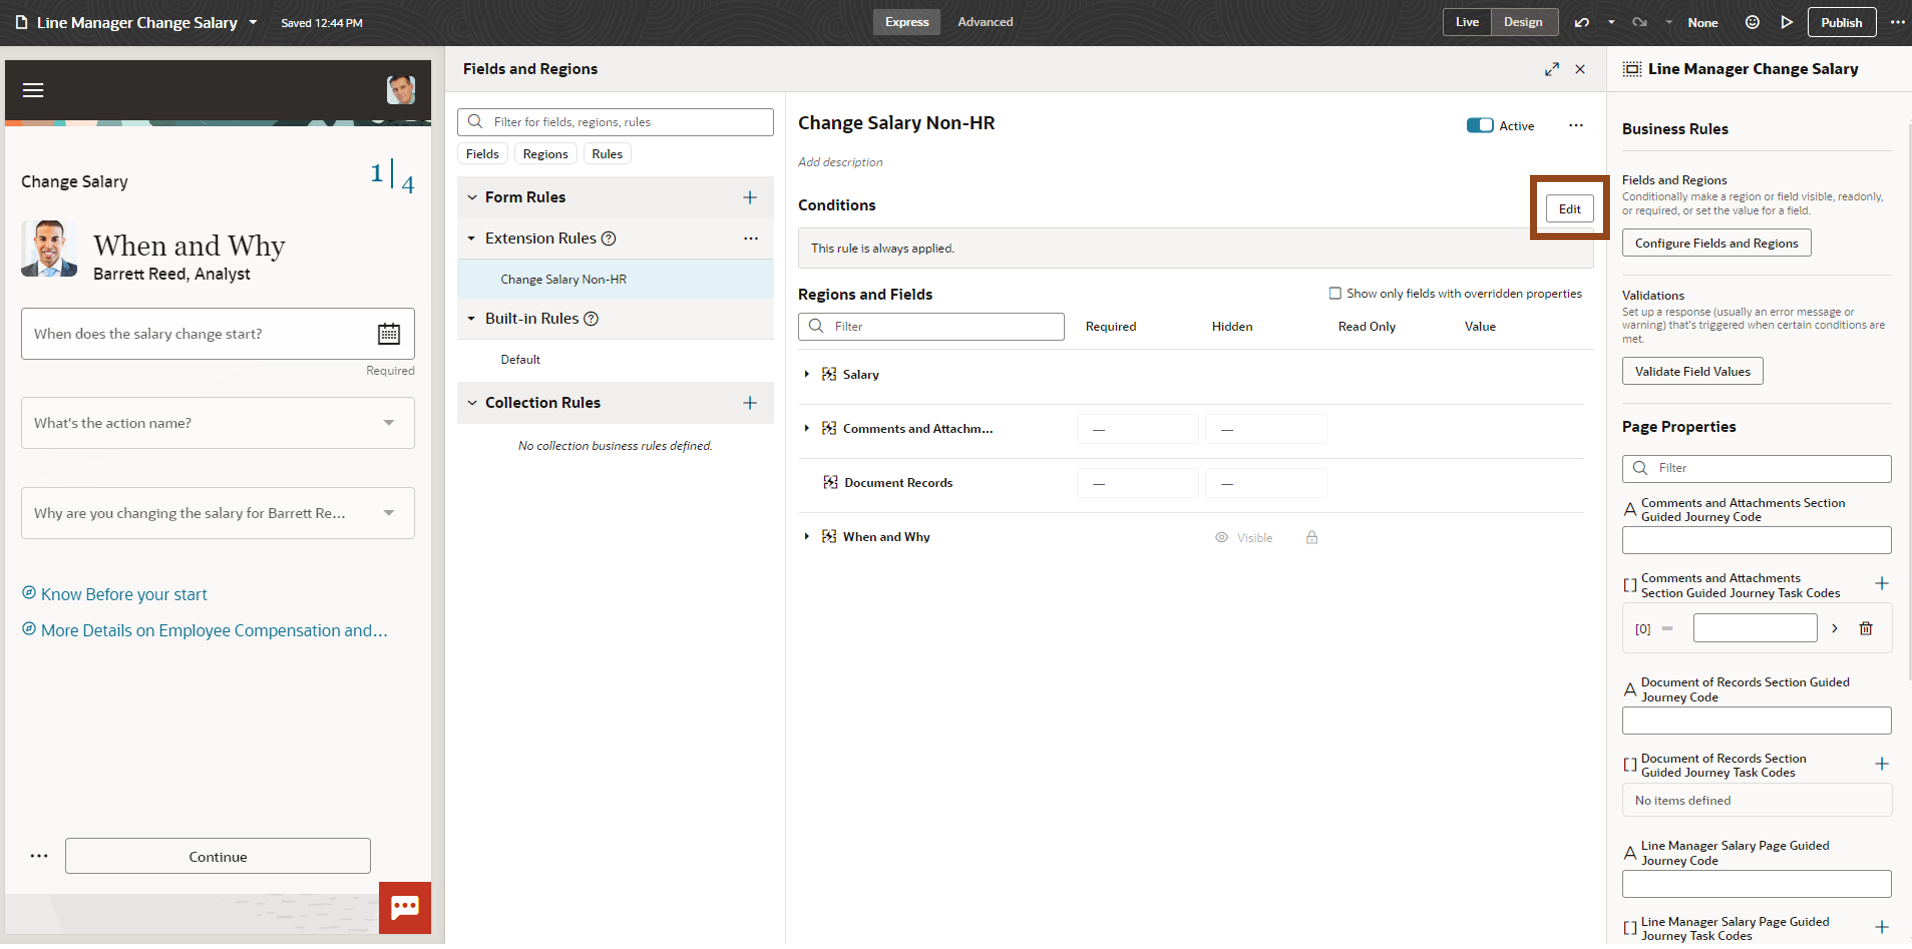 Line Manager Change Salary
Saved 12:44 PM
Express
Advanced
Live
Design
None
Publish
Change Salary
1
4
When and Why
Barrett Reed, Analyst
When does the salary change start?
Required
What's the action name?
Why are you changing the salary for Barrett Re...
Know Before your start
More Details on Employee Compensation and...
Continue
Fields and Regions
Filter for fields, regions, rules
Fields
Regions
Rules
Form Rules
Extension Rules
Change Salary Non-HR
Built-in Rules
Default
Collection Rules
No collection business rules defined.
Change Salary Non-HR
Active
Add description
Conditions
Edit
This rule is always applied.
Regions and Fields
Show only fields with overridden properties
Filter
Required
Hidden
Read Only
Value
Salary
Comments and Attachm...
—
—
Document Records
—
—
When and Why
Visible
Line Manager Change Salary
Business Rules
Fields and Regions
Conditionally make a region or field visible, readonly,
or required, or set the value for a field.
Configure Fields and Regions
Validations
Set up a response (usually an error message or
warning) that's triggered when certain conditions are
met.
Validate Field Values
Page Properties
Filter
Comments and Attachments Section
Guided Journey Code
Comments and Attachments
Section Guided Journey Task Codes
[0]
Document of Records Section Guided
Journey Code
Document of Records Section
Guided Journey Task Codes
No items defined
Line Manager Salary Page Guided
Journey Code
Line Manager Salary Page Guided
Journey Task Codes